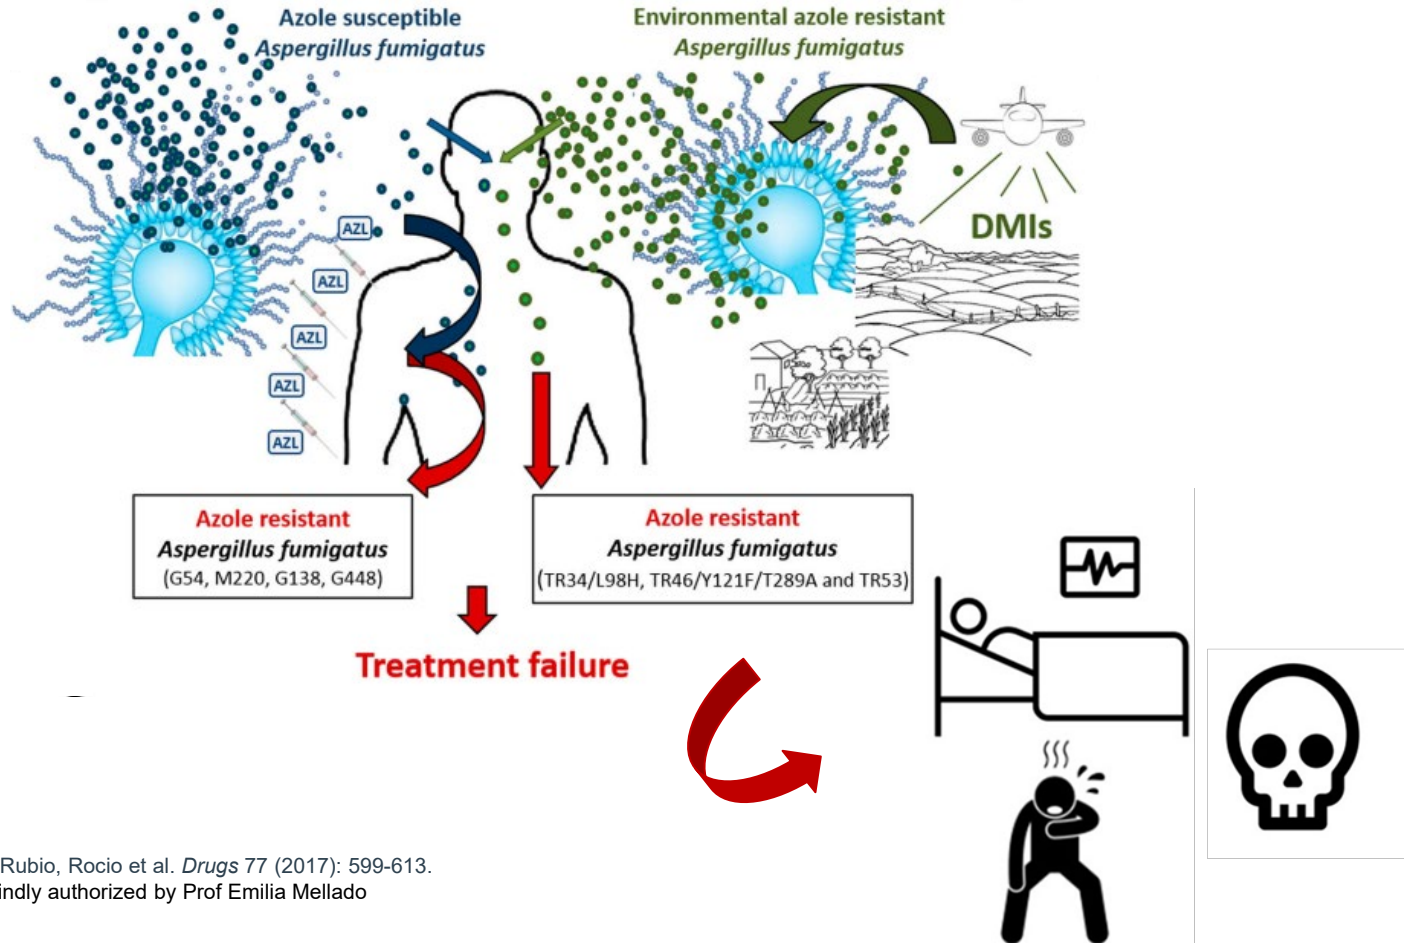 Azole susceptible
Aspergillus fumigatus
Environmental azole resistant
Aspergillus fumigatus
DMIs
AZL
AZL
AZL
AZL
AZL
Azole resistant
Aspergillus fumigatus
(G54, M220, G138, G448)
Azole resistant
Aspergillus fumigatus
(TR34/L98H, TR46/Y121F/T289A and TR53)
Treatment failure
Rubio, Rocio et al. Drugs 77 (2017): 599-613.
indly authorized by Prof Emilia Mellado